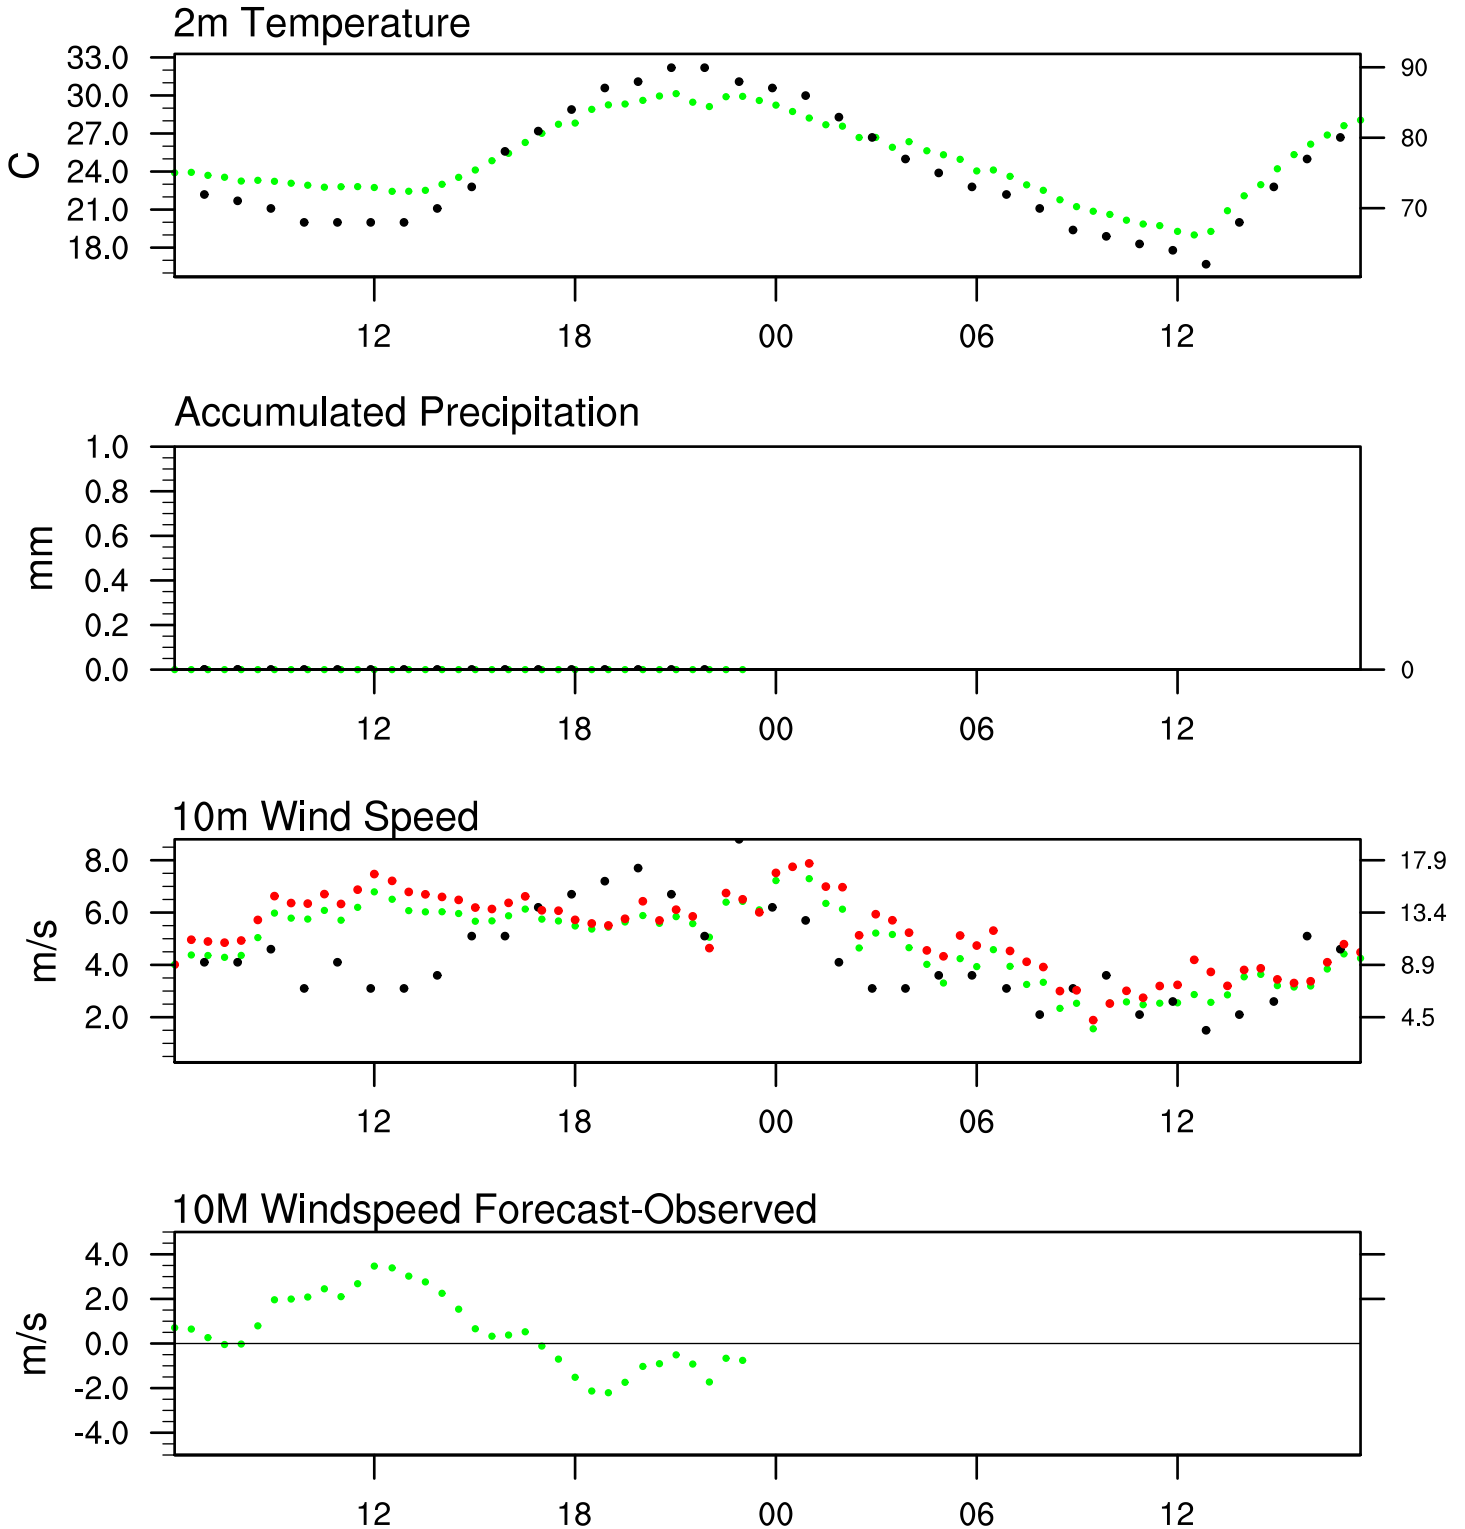 2m Temperature
33.0
30.0
27.0
24.0
21.0
18.0
C
90
80
70
12 18 00 06 12
Accumulated Precipitation
1.0
0.8
0.6
0.4
0.2
0.0
mm
0
12 18 00 06 12
10m Wind Speed
8.0
6.0
4.0
2.0
m/s
17.9
13.4
8.9
4.5
12 18 00 06 12
10M Windspeed Forecast-Observed
4.0
2.0
0.0
-2.0
-4.0
m/s
12 18 00 06 12